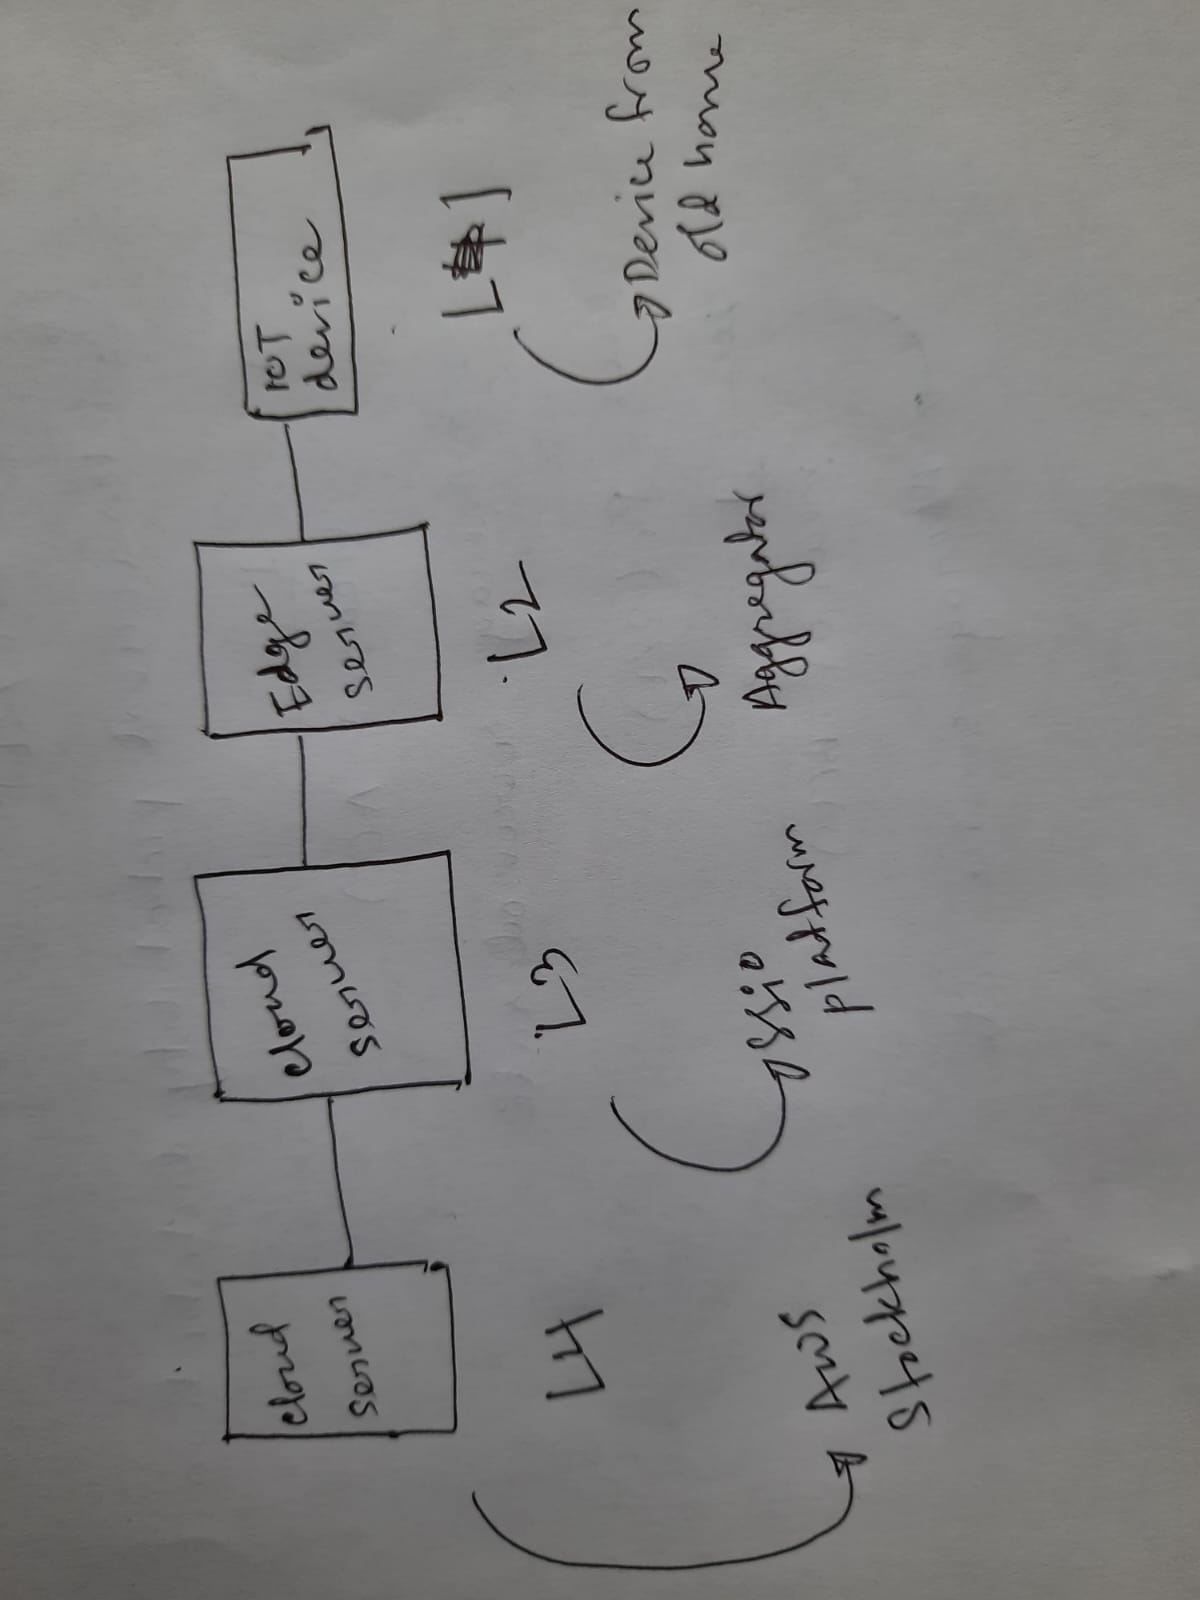 cloud
server
cloud
server
Edge
server
IOT
device
L4
L3
L2
L1
AWS
Stockholm
platform
Aggregator
Device from
old home